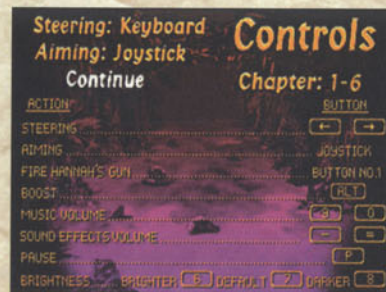 Steering: Keyboard
Aiming: Joystick
Controls
Continue
Chapter: 1-6
ACTION BUTTON
STEERING ← →
AIMING JOYSTICK
FIRE HANNAH'S GUN BUTTON NO.1
BOOST ALT
MUSIC VOLUME 9 0
SOUND EFFECTS VOLUME - =
PAUSE P
BRIGHTNESS BRIGHTER 6 DEFAULT 7 DARKER 8